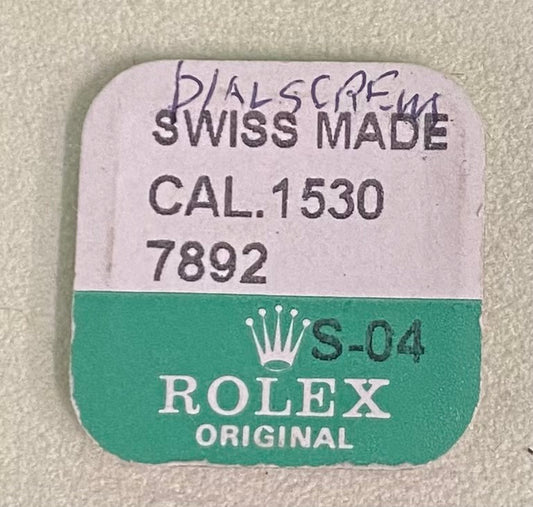 DIALSCREW
SWISS MADE
CAL.1530
7892
S-04
ROLEX
ORIGINAL